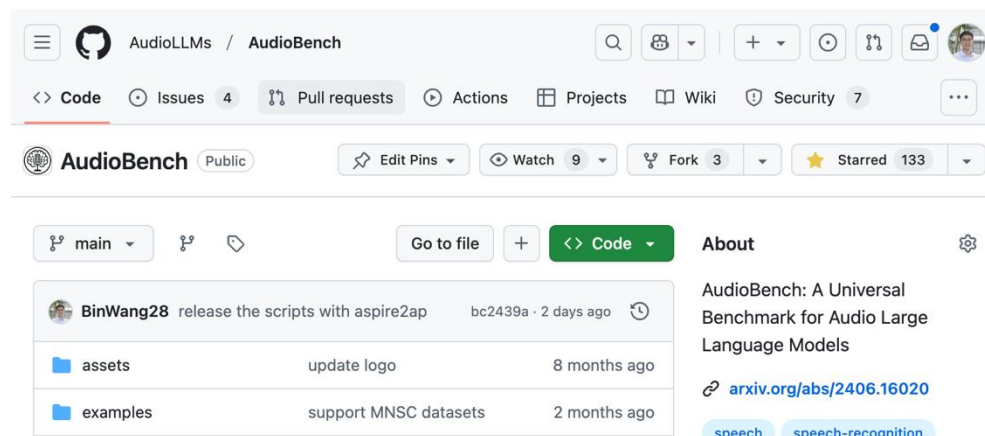 AudioLLMs / AudioBench
<> Code Issues 4 Pull requests Actions Projects Wiki Security 7 ...
AudioBench Public Edit Pins Watch 9 Fork 3 Starred 133
main Go to file + <> Code
About
BinWang28 release the scripts with aspire2ap bc2439a · 2 days ago
assets update logo 8 months ago
examples support MNSC datasets 2 months ago
AudioBench: A Universal
Benchmark for Audio Large
Language Models
arxiv.org/abs/2406.16020
speech speech-recognition